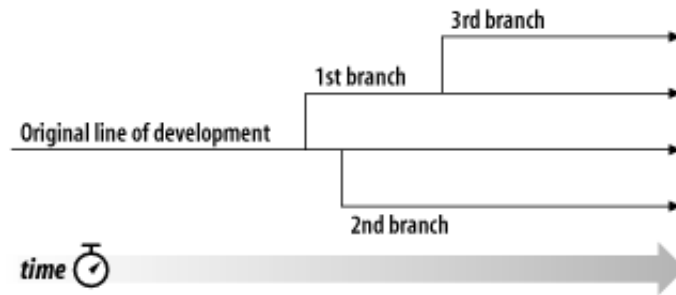 3rd branch
1st branch
Original line of development
2nd branch
time